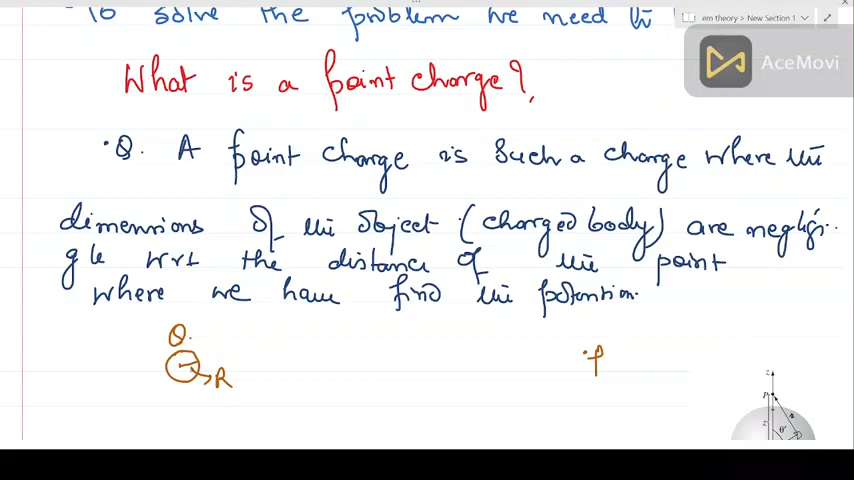 To solve the problem we need to
em theory > New Section 1
AceMovi
What is a point charge?
Q. A point charge is such a charge where the
dimensions of the object (charged body) are negligi
gle wrt the distance of the point
where we have find the potention.
Q.
R
P
z
P
z
θ'